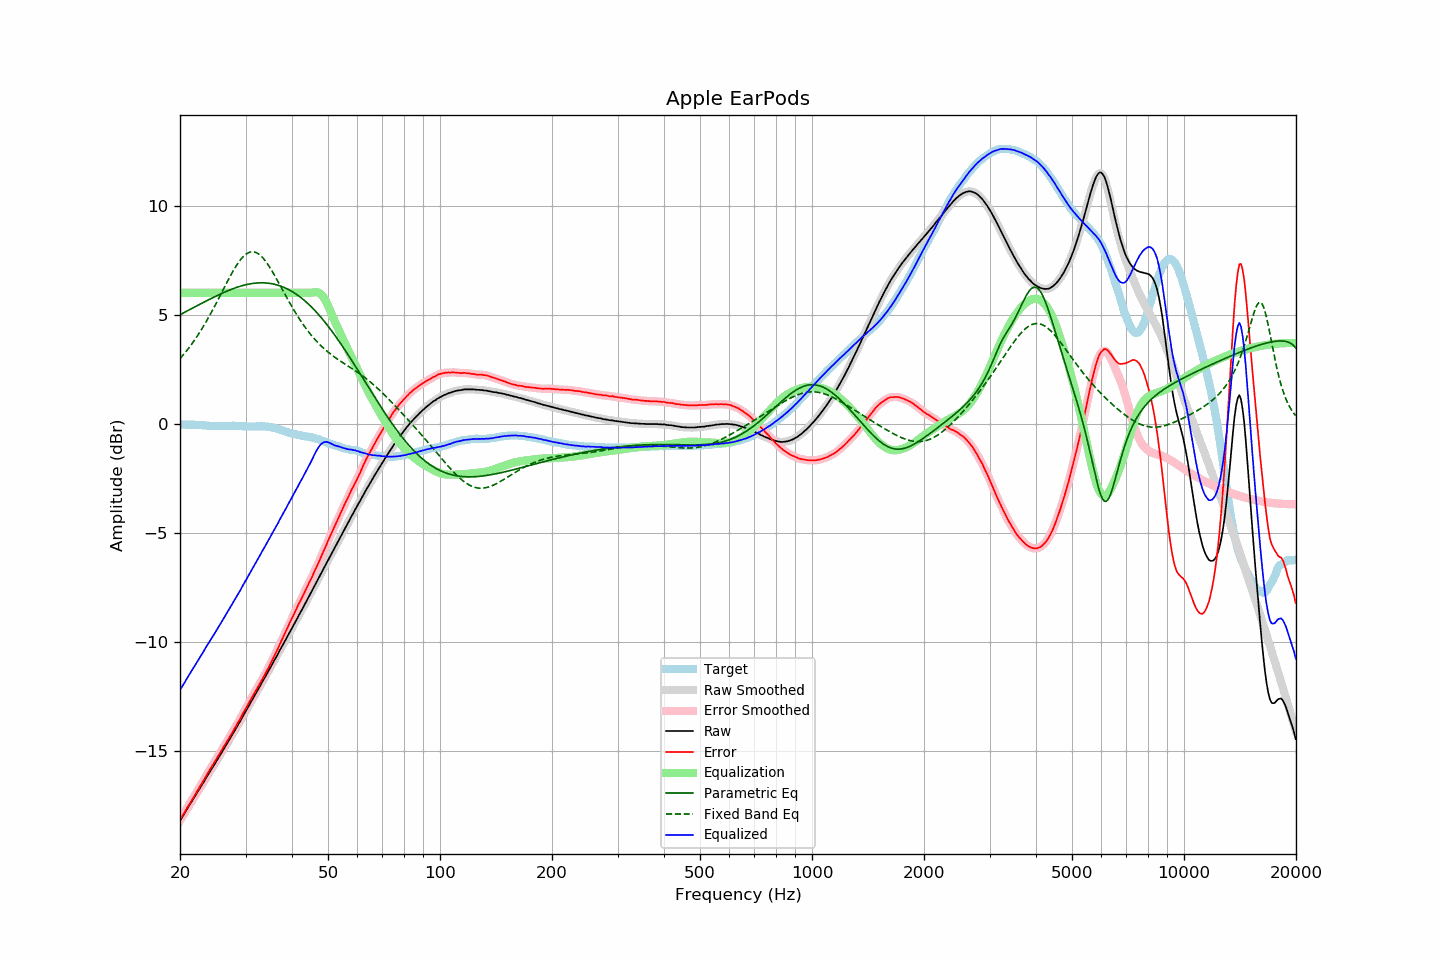 Apple EarPods
Amplitude (dBr)
10
5
0
−5
−10
−15
Target
Raw Smoothed
Error Smoothed
Raw
Error
Equalization
Parametric Eq
Fixed Band Eq
Equalized
20 50 100 200 500 1000 2000 5000 10000 20000
Frequency (Hz)